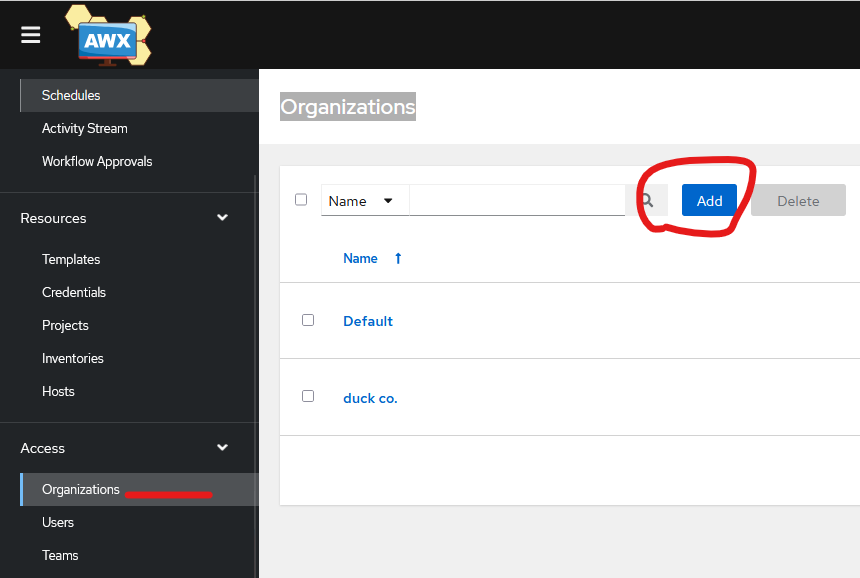 AWX
Schedules
Activity Stream
Workflow Approvals
Resources
Templates
Credentials
Projects
Inventories
Hosts
Access
Organizations
Users
Teams
Organizations
Name
Add
Delete
Name
Default
duck co.